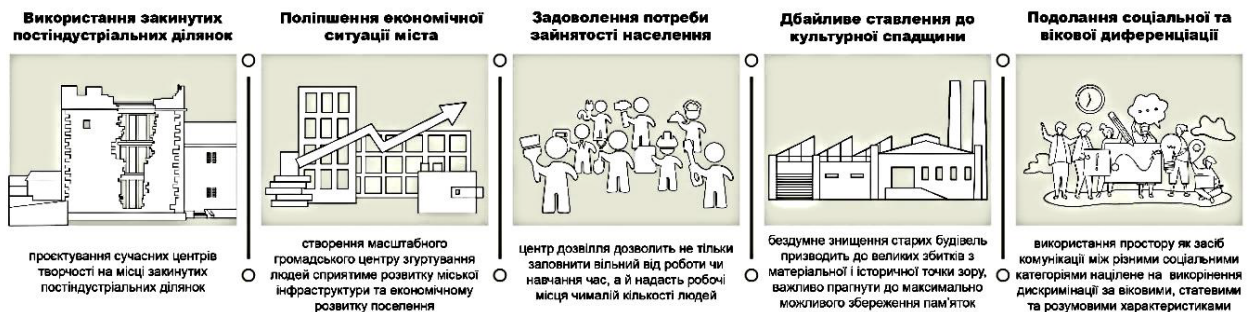 Використання закинутих
постіндустріальних ділянок
проєктування сучасних центрів
творчості на місці закинутих
постіндустріальних ділянок
Поліпшення економічної
ситуації міста
створення масштабного
громадського центру згуртування
людей сприятиме розвитку міської
інфраструктури та економічному
розвитку поселення
Задоволення потреби
зайнятості населення
центр дозвілля дозволить не тільки
заповнити вільний від роботи чи
навчання час, а й надасть робочі
місця чималій кількості людей
Дбайливе ставлення до
культурної спадщини
бездумне знищення старих будівель
призводить до великих збитків з
матеріальної і історичної точки зору,
важливо прагнути до максимально
можливого збереження пам'яток
Подолання соціальної та
вікової диференціації
використання простору як засіб
комунікації між різними соціальними
категоріями націлене на викорінення
дискримінації за віковими, статевими
та розумовими характеристиками